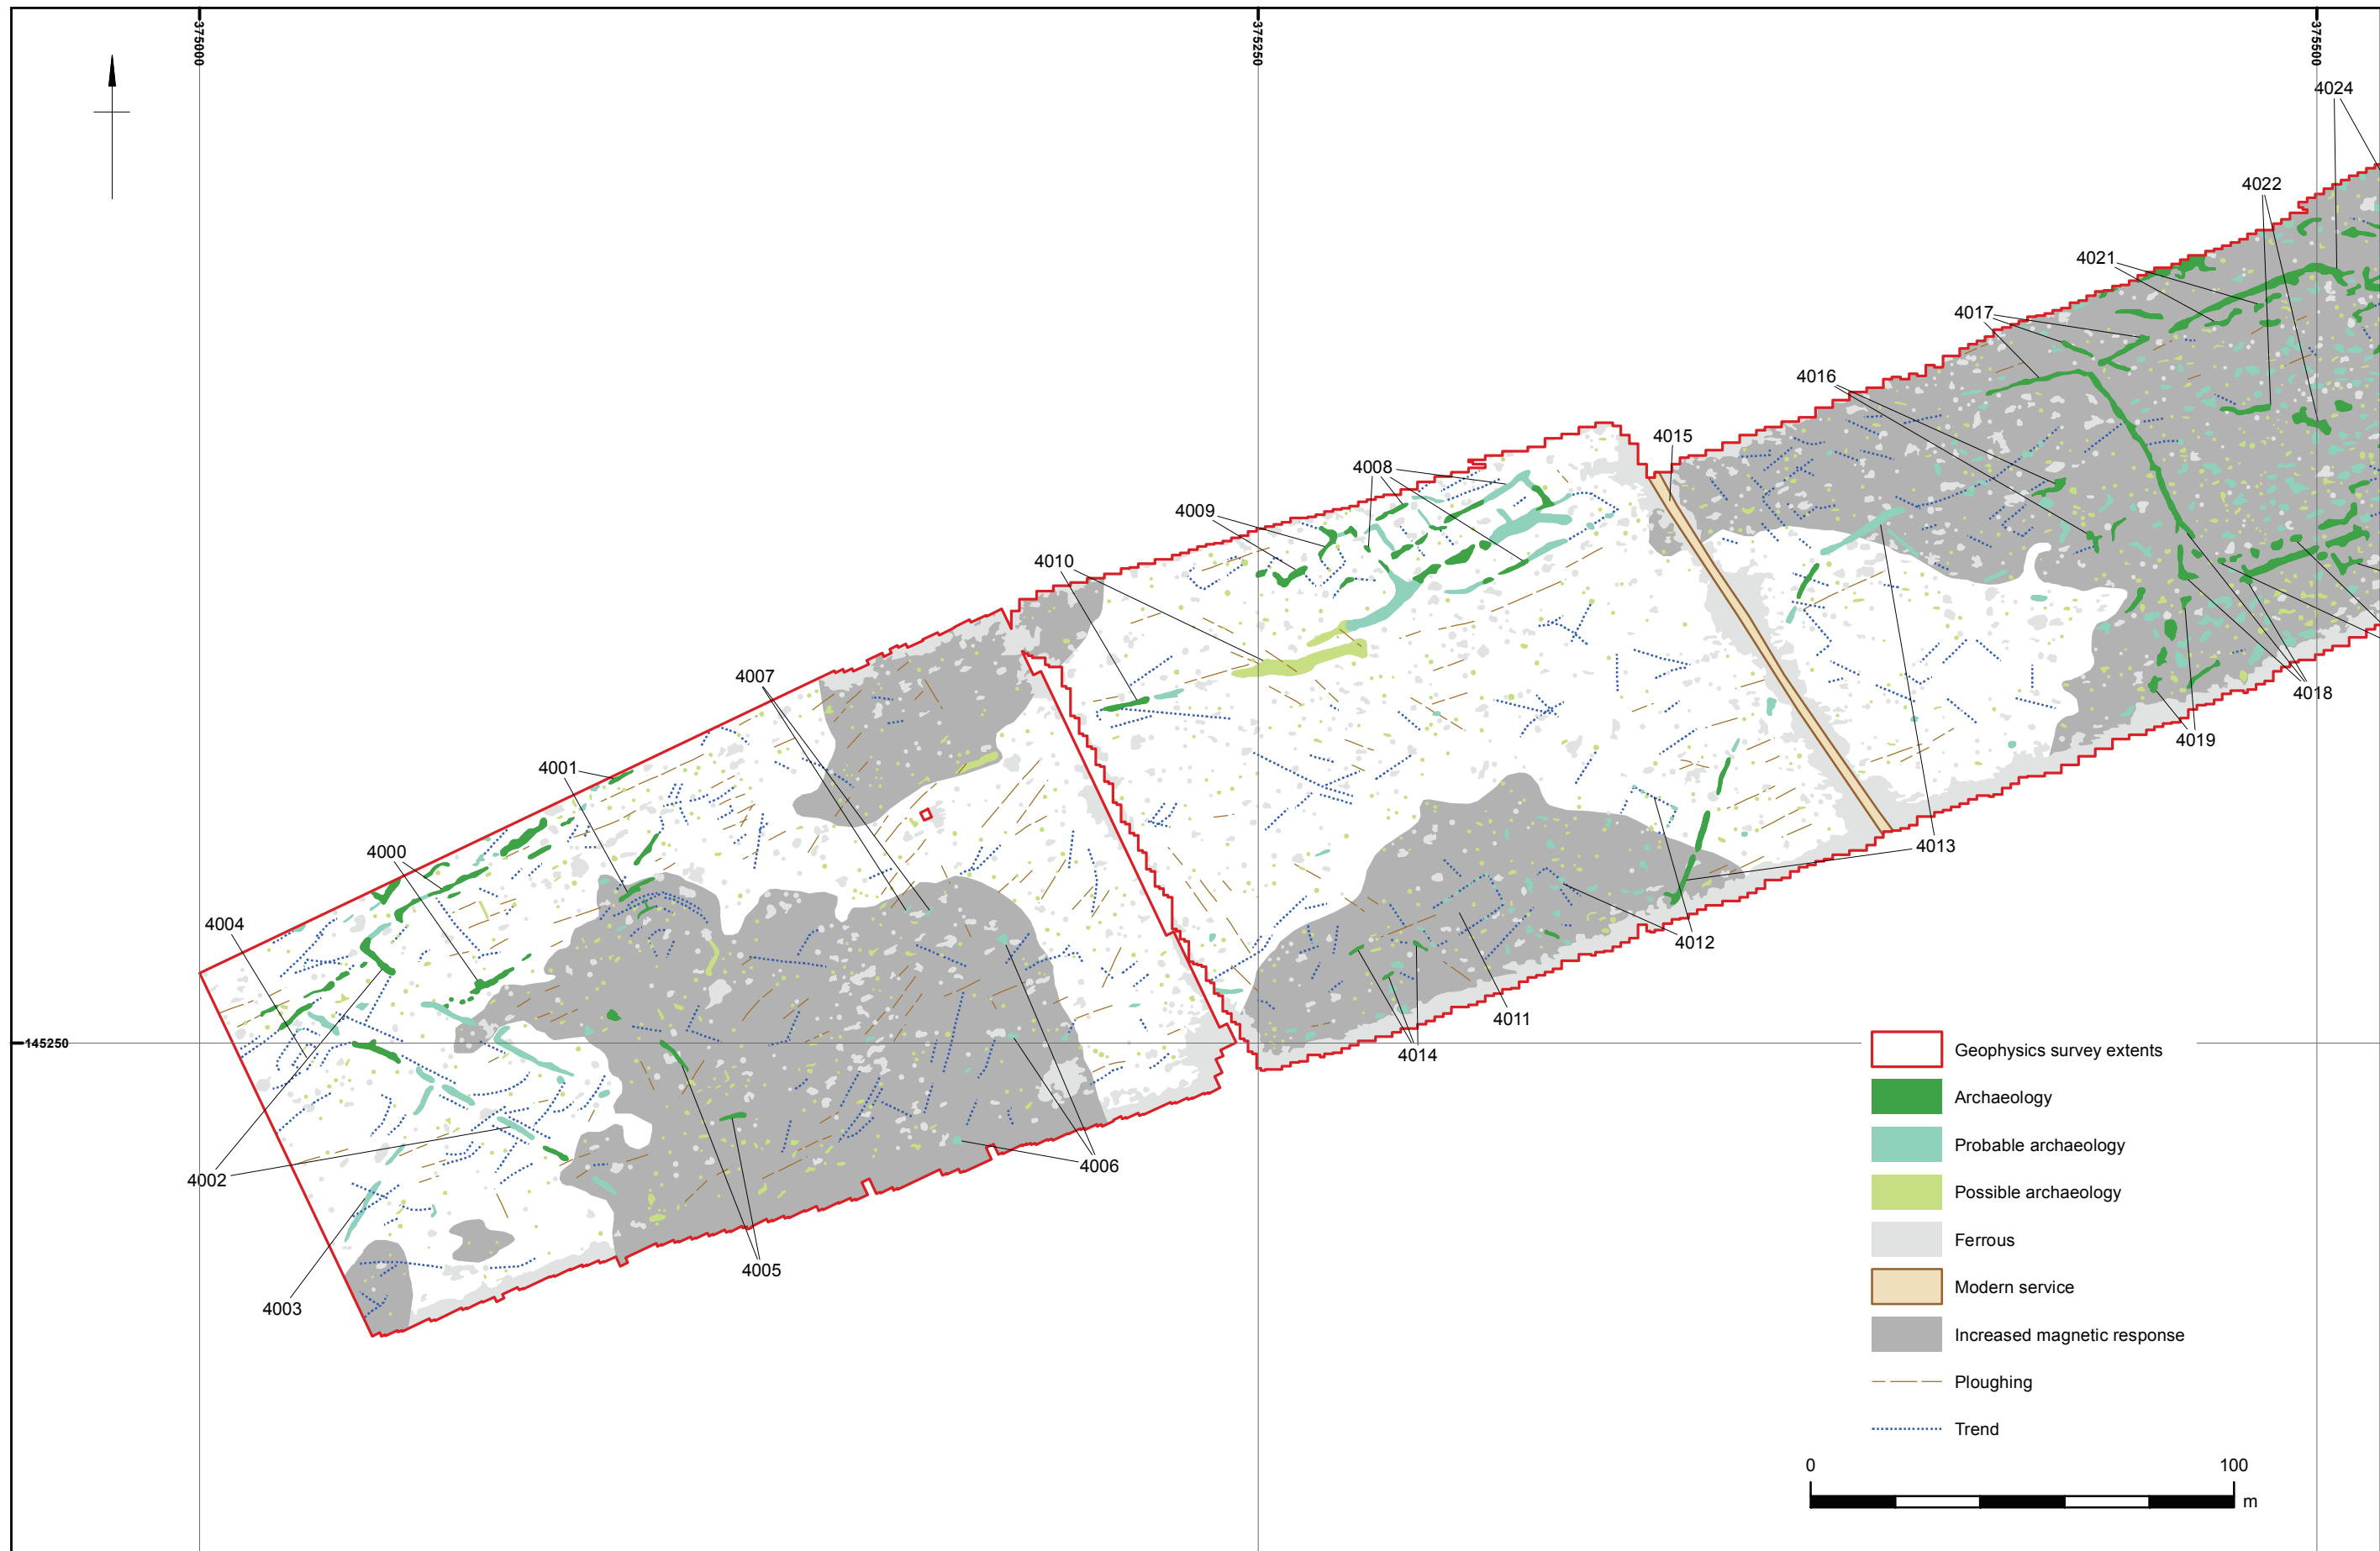 375000
375250
375500
4024
4022
4021
4017
4016
4015
4008
4009
4010
4007
4001
4000
4004
4018
4019
4013
4012
4011
4014
145250
4006
4002
4005
4003
Geophysics survey extents
Archaeology
Probable archaeology
Possible archaeology
Ferrous
Modern service
Increased magnetic response
Ploughing
Trend
0 100
m